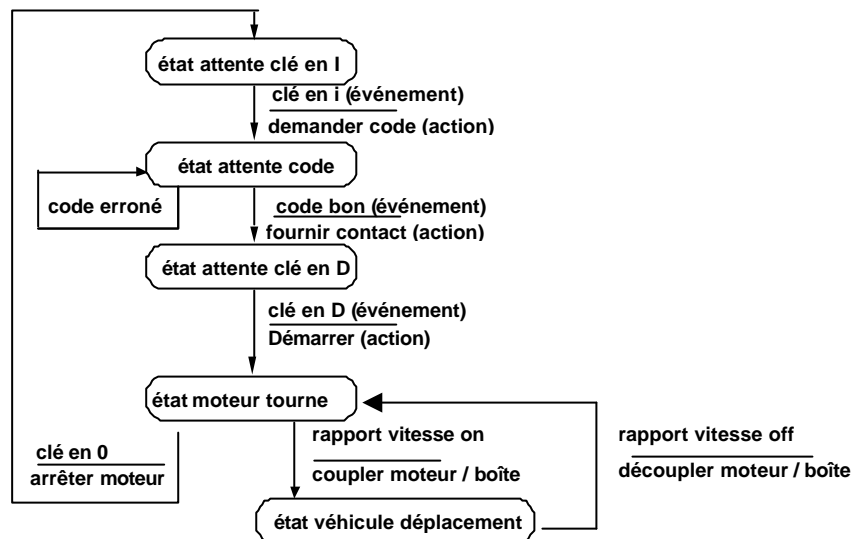 état attente clé en I
clé en i (événement)
demander code (action)
état attente code
code erroné
code bon (événement)
fournir contact (action)
état attente clé en D
clé en D (événement)
Démarrer (action)
état moteur tourne
clé en 0
arrêter moteur
rapport vitesse on
coupler moteur / boîte
rapport vitesse off
découpler moteur / boîte
état véhicule déplacement